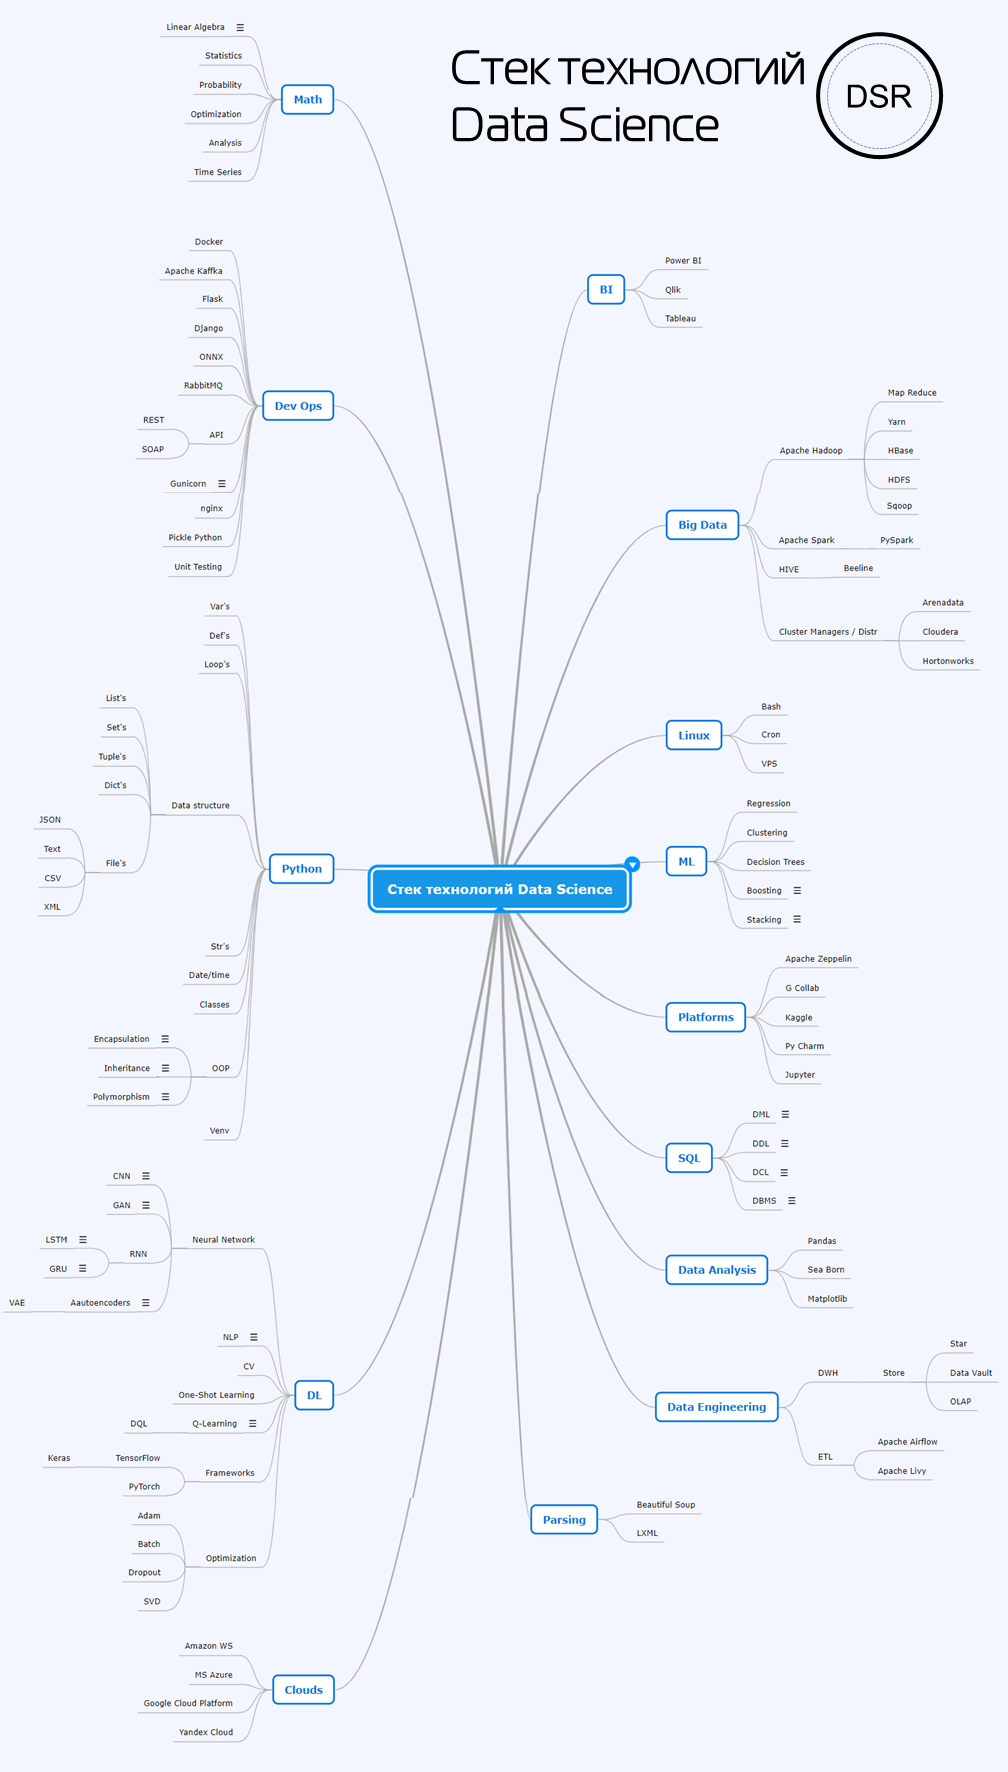 Стек технологий
Data Science
DSR
Стек технологий Data Science
Math
Linear Algebra
Statistics
Probability
Optimization
Analysis
Time Series
Dev Ops
Docker
Apache Kaffka
Flask
Django
ONNX
RabbitMQ
API
REST
SOAP
Gunicorn
nginx
Pickle Python
Unit Testing
Python
Var's
Def's
Loop's
Data structure
List's
Set's
Tuple's
Dict's
File's
JSON
Text
CSV
XML
Str's
Date/time
Classes
OOP
Encapsulation
Inheritance
Polymorphism
Venv
DL
Neural Network
CNN
GAN
RNN
LSTM
GRU
Aautoencoders
VAE
NLP
CV
One-Shot Learning
Q-Learning
DQL
Frameworks
TensorFlow
Keras
PyTorch
Optimization
Adam
Batch
Dropout
SVD
Clouds
Amazon WS
MS Azure
Google Cloud Platform
Yandex Cloud
BI
Power BI
Qlik
Tableau
Big Data
Apache Hadoop
Map Reduce
Yarn
HBase
HDFS
Sqoop
Apache Spark
PySpark
HIVE
Beeline
Cluster Managers / Distr
Arenadata
Cloudera
Hortonworks
Linux
Bash
Cron
VPS
ML
Regression
Clustering
Decision Trees
Boosting
Stacking
Platforms
Apache Zeppelin
G Collab
Kaggle
Py Charm
Jupyter
SQL
DML
DDL
DCL
DBMS
Data Analysis
Pandas
Sea Born
Matplotlib
Data Engineering
DWH
Store
Star
Data Vault
OLAP
ETL
Apache Airflow
Apache Livy
Parsing
Beautiful Soup
LXML